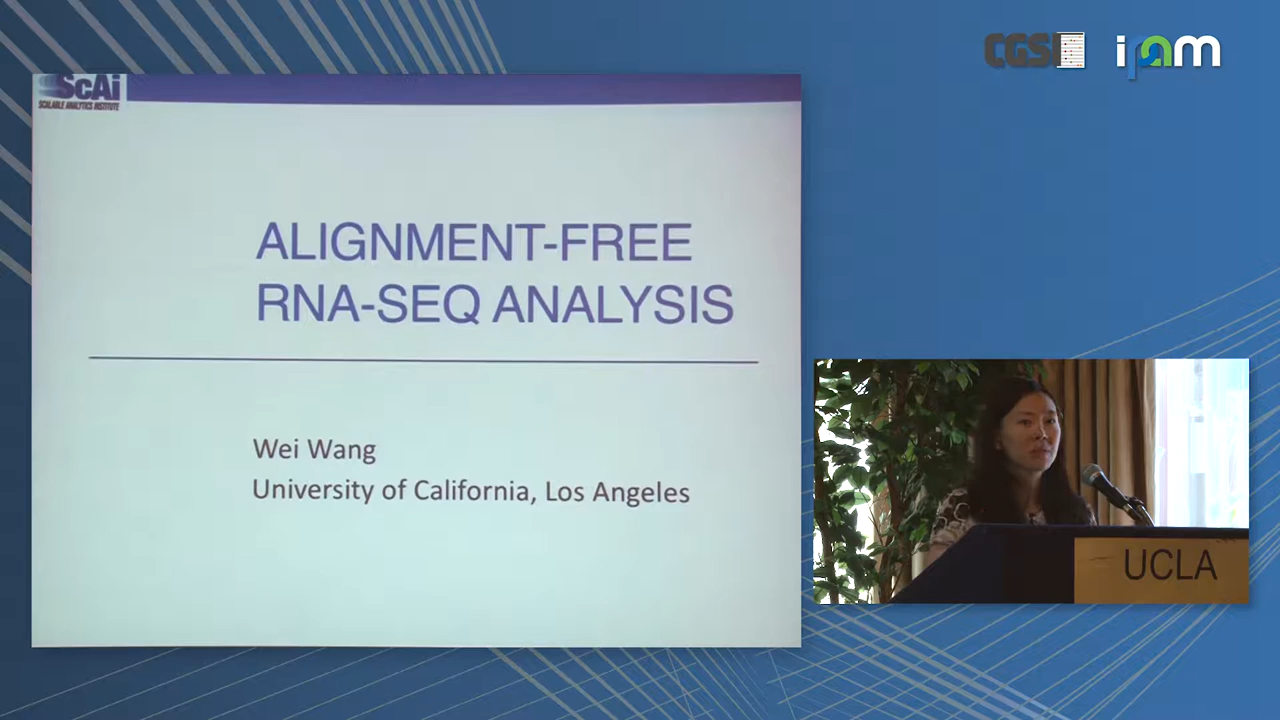 CGSI
ipam
ScAi
SCALABLE ANALYTICS INSTITUTE
ALIGNMENT-FREE
RNA-SEQ ANALYSIS
Wei Wang
University of California, Los Angeles
UCLA